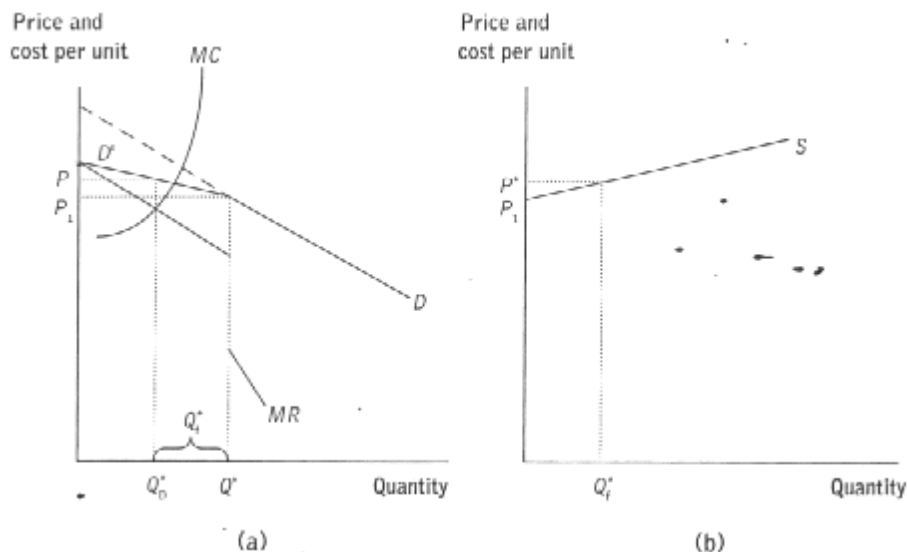 Price and
cost per unit
MC
D*
P
P₁
D
MR
Q*f
Q*D
Q*
Quantity
(a)
Price and
cost per unit
S
P*
P₁
Q*f
Quantity
(b)